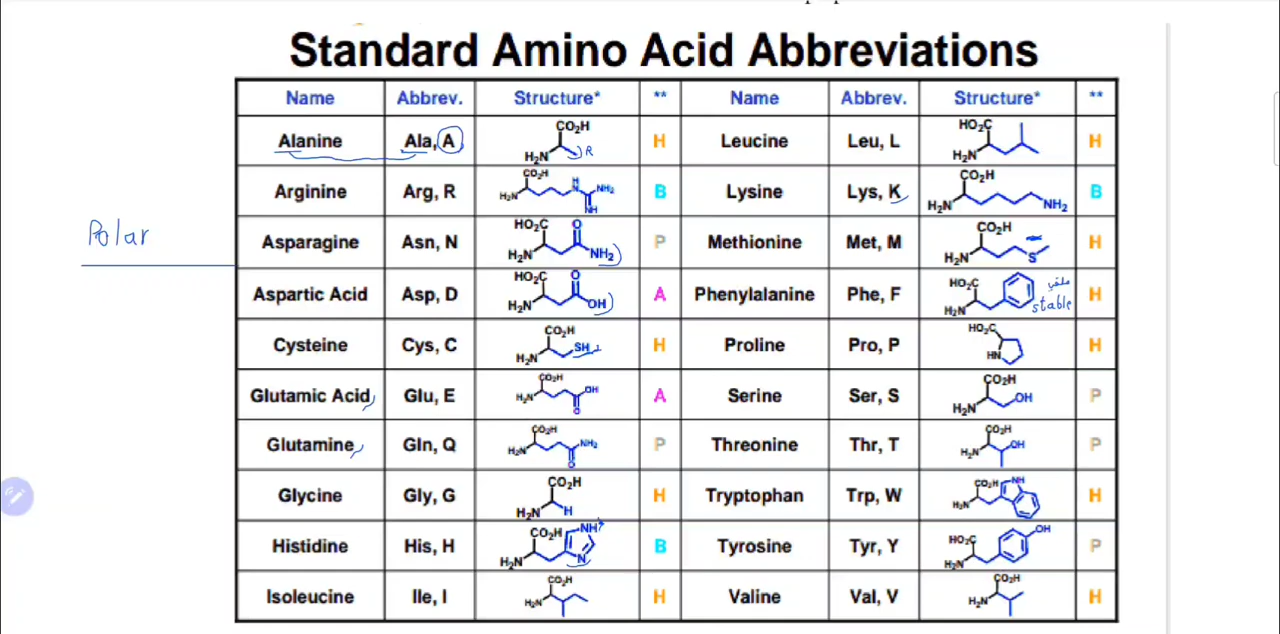 Standard Amino Acid Abbreviations
Name Abbrev. Structure* ** Name Abbrev. Structure* **
Alanine Ala, A CO₂H H₂N R H Leucine Leu, L HO₂C H₂N H
Arginine Arg, R CO₂H H₂N H N NH₂ NH B Lysine Lys, K CO₂H H₂N NH₂ B
Polar
Asparagine Asn, N HO₂C O H₂N NH₂ P Methionine Met, M CO₂H H₂N S H
Aspartic Acid Asp, D HO₂C O H₂N OH A Phenylalanine Phe, F HO₂C H₂N stable H
Cysteine Cys, C CO₂H H₂N SH H Proline Pro, P HO₂C HN H
Glutamic Acid Glu, E CO₂H H₂N OH O A Serine Ser, S CO₂H H₂N OH P
Glutamine Gln, Q CO₂H H₂N NH₂ O P Threonine Thr, T CO₂H H₂N OH P
Glycine Gly, G CO₂H H₂N H H Tryptophan Trp, W CO₂H H₂N NH H
Histidine His, H CO₂H H₂N NH N B Tyrosine Tyr, Y HO₂C H₂N OH P
Isoleucine Ile, I CO₂H H₂N H Valine Val, V CO₂H H₂N H